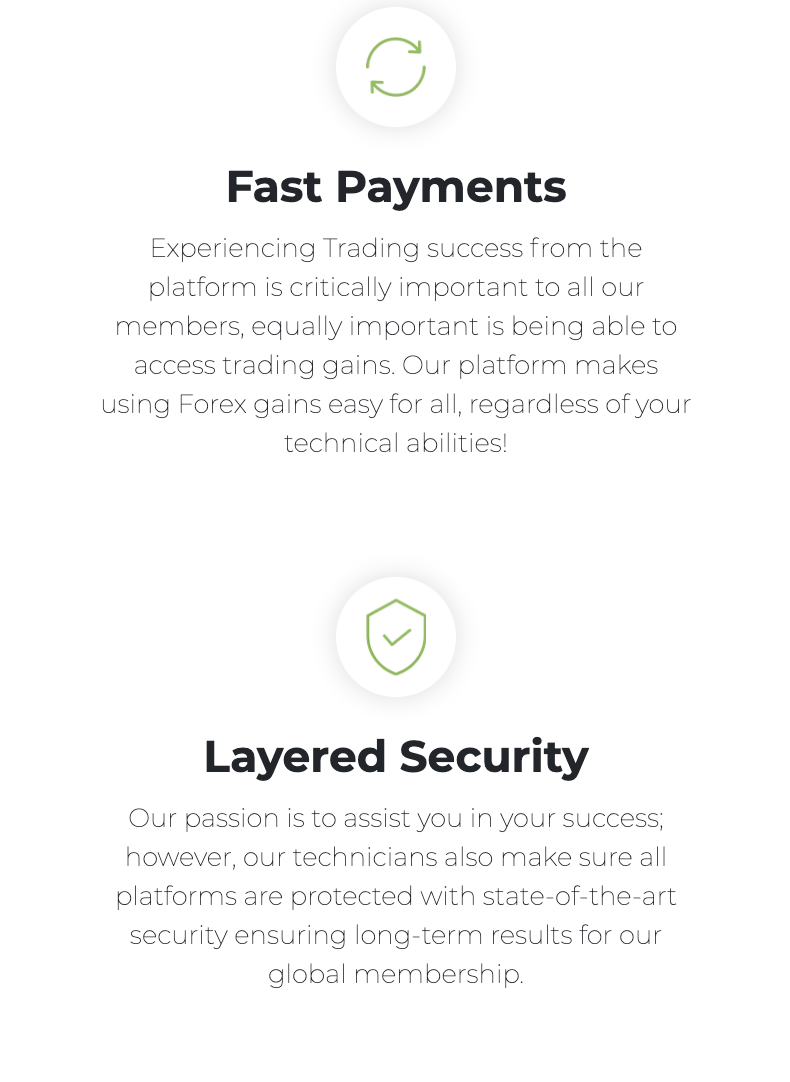 Fast Payments
Experiencing Trading success from the
platform is critically important to all our
members, equally important is being able to
access trading gains. Our platform makes
using Forex gains easy for all, regardless of your
technical abilities!
Layered Security
Our passion is to assist you in your success;
however, our technicians also make sure all
platforms are protected with state-of-the-art
security ensuring long-term results for our
global membership.